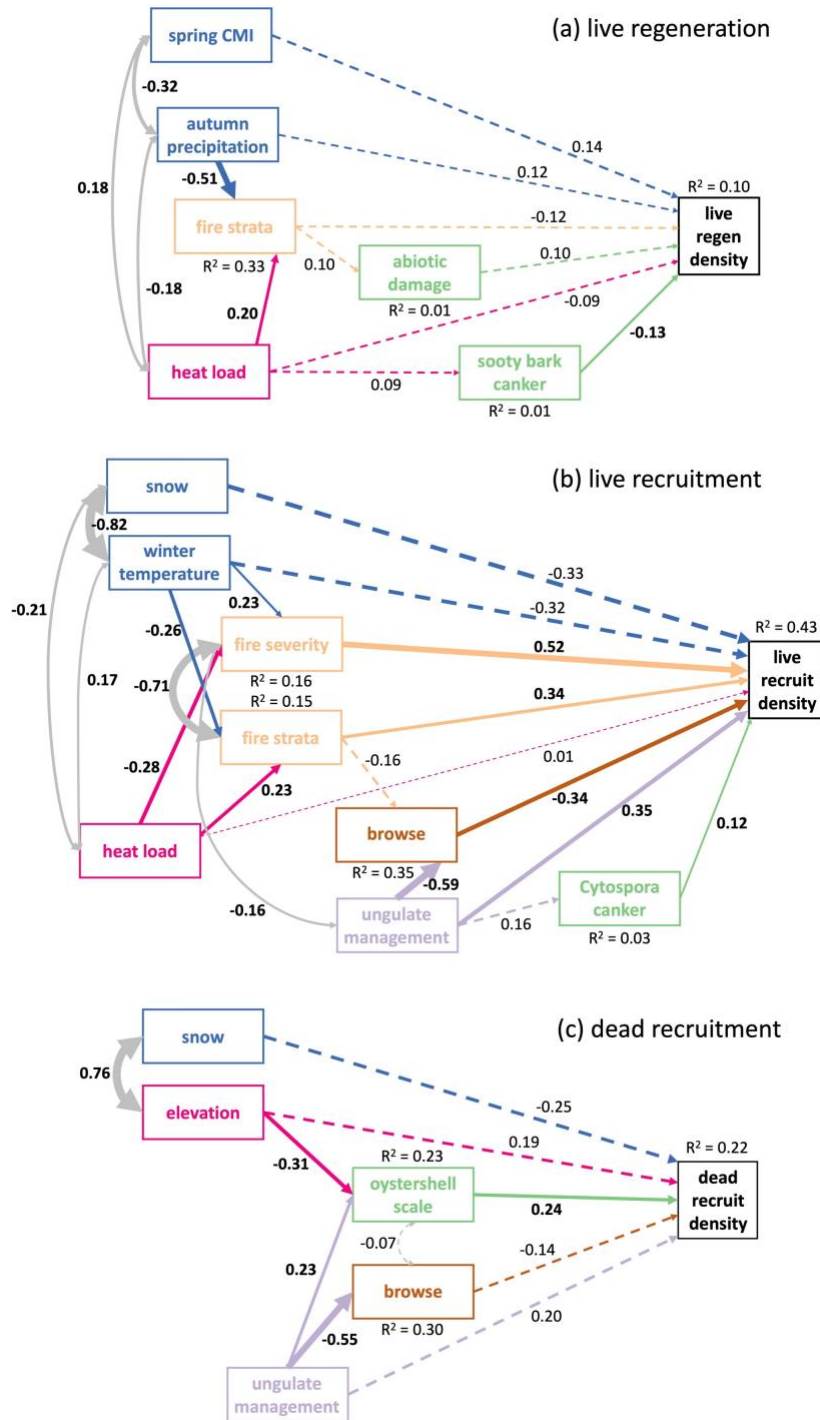 (a) live regeneration
spring CMI
-0.32
autumn
precipitation
0.14
0.12
R² = 0.10
0.18
-0.51
fire strata
-0.12
live
regen
density
R² = 0.33
0.10
abiotic
damage
0.10
R² = 0.01
-0.18
0.20
-0.09
-0.13
heat load
0.09
sooty bark
canker
R² = 0.01
(b) live recruitment
snow
-0.82
winter
temperature
-0.33
-0.32
-0.21
0.23
R² = 0.43
-0.26
fire severity
0.52
live
recruit
density
0.17
-0.71
R² = 0.16
R² = 0.15
0.34
fire strata
-0.16
0.01
-0.28
0.23
-0.34
browse
0.35
0.12
heat load
R² = 0.35
-0.59
Cytospora
canker
-0.16
ungulate
management
0.16
R² = 0.03
(c) dead recruitment
snow
0.76
elevation
-0.25
0.19
R² = 0.22
-0.31
R² = 0.23
oystershell
scale
0.24
dead
recruit
density
-0.07
-0.14
0.23
browse
0.20
-0.55
R² = 0.30
ungulate
management